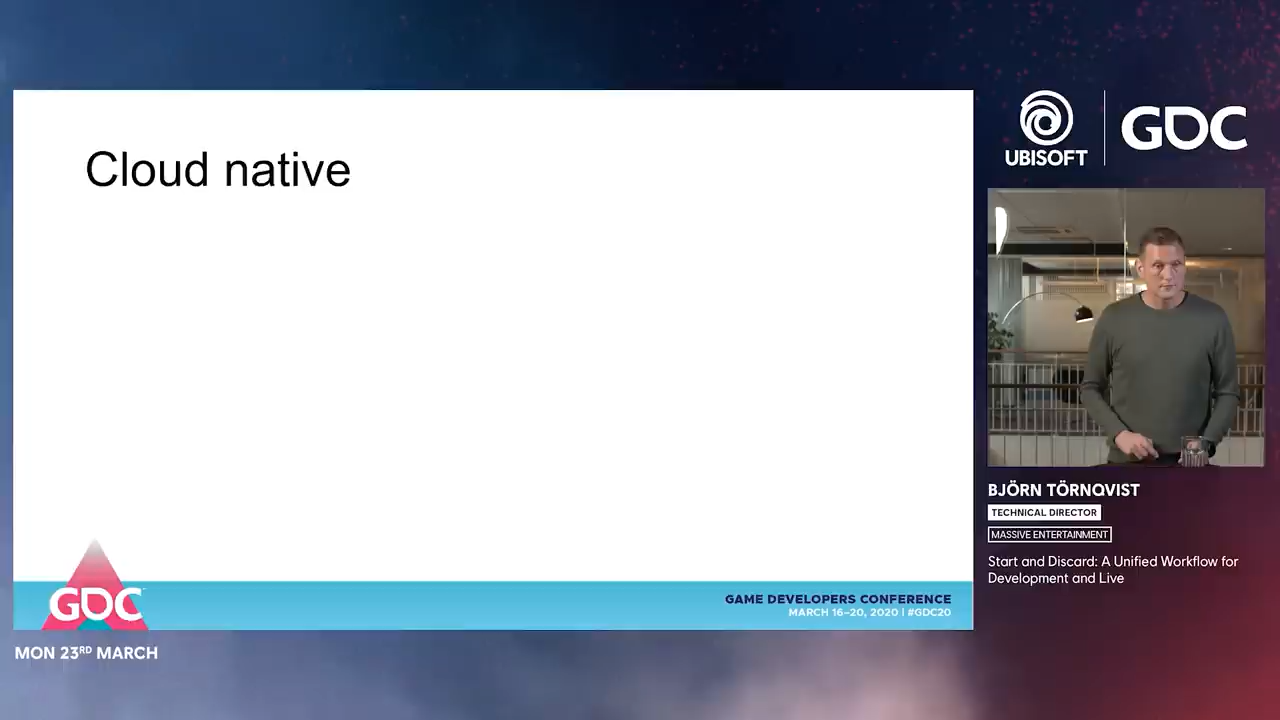 Cloud native
GDC
GAME DEVELOPERS CONFERENCE
MARCH 16–20, 2020 | #GDC20
MON 23RD MARCH
UBISOFT
GDC
BJÖRN TÖRNQVIST
TECHNICAL DIRECTOR
MASSIVE ENTERTAINMENT
Start and Discard: A Unified Workflow for
Development and Live